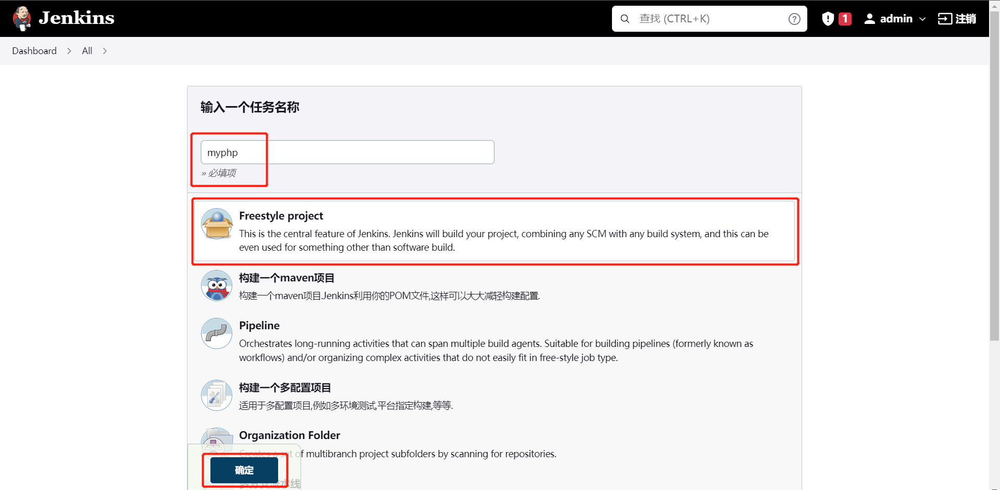 Jenkins
查找 (CTRL+K)
1
admin
注销
Dashboard
All
输入一个任务名称
myphp
» 必填项
Freestyle project
This is the central feature of Jenkins. Jenkins will build your project, combining any SCM with any build system, and this can be
even used for something other than software build.
构建一个maven项目
构建一个maven项目.Jenkins利用你的POM文件,这样可以大大减轻构建配置.
Pipeline
Orchestrates long-running activities that can span multiple build agents. Suitable for building pipelines (formerly known as
workflows) and/or organizing complex activities that do not easily fit in free-style job type.
构建一个多配置项目
适用于多配置项目,例如多环境测试,平台指定构建,等等.
Organization Folder
Creates a set of multibranch project subfolders by scanning for repositories.
确定
多分支流水线